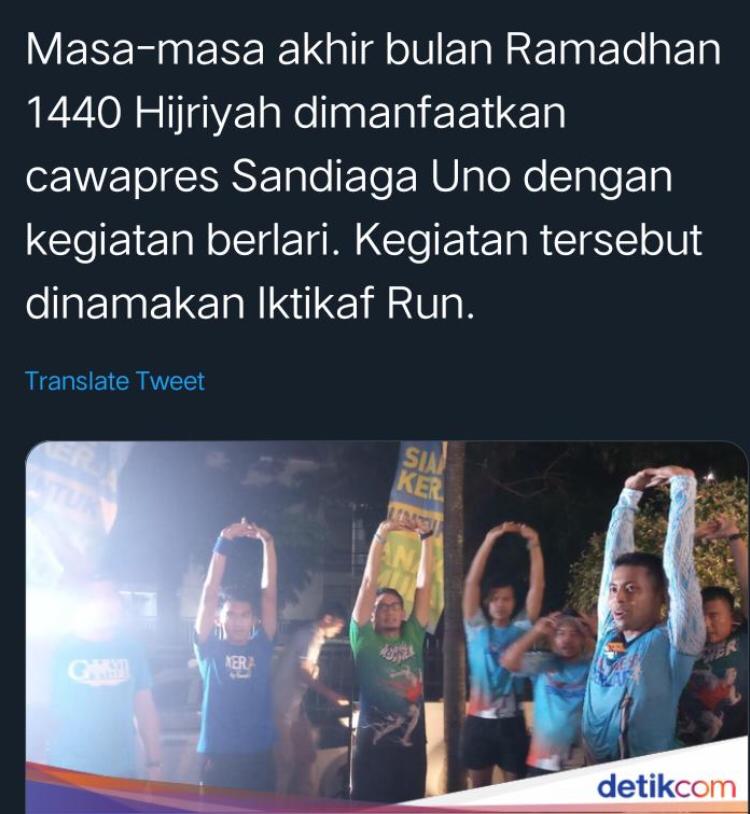 Masa-masa akhir bulan Ramadhan
1440 Hijriyah dimanfaatkan
cawapres Sandiaga Uno dengan
kegiatan berlari. Kegiatan tersebut
dinamakan Iktikaf Run.
Translate Tweet
SIA
KER
KERJA
detikcom